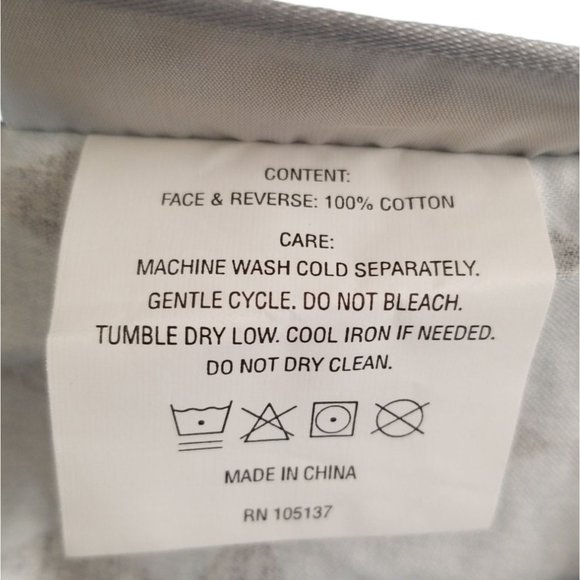 CONTENT:
FACE & REVERSE: 100% COTTON
CARE:
MACHINE WASH COLD SEPARATELY.
GENTLE CYCLE. DO NOT BLEACH.
TUMBLE DRY LOW. COOL IRON IF NEEDED.
DO NOT DRY CLEAN.
MADE IN CHINA
RN 105137